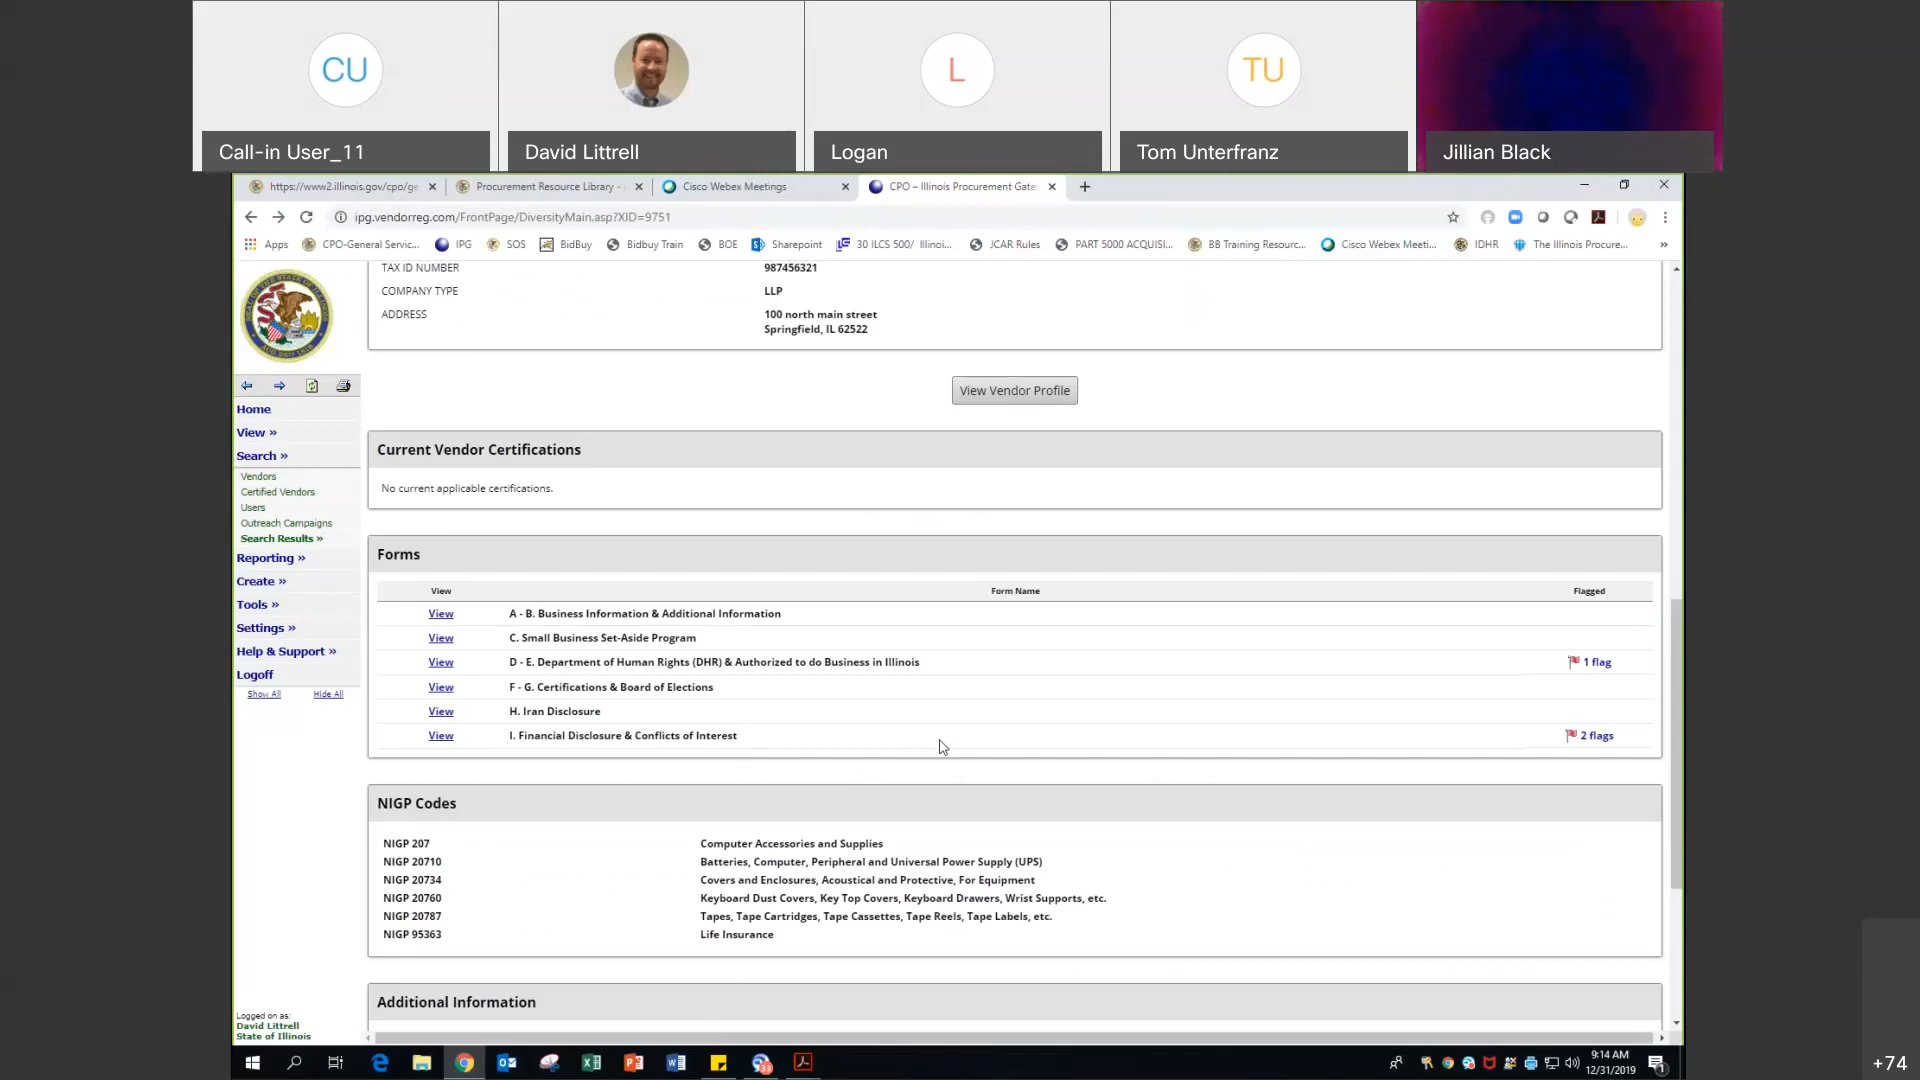 CU
L
TU
Call-in User_11
David Littrell
Logan
Tom Unterfranz
Jillian Black
https://www2.illinois.gov/cpo/ge
Procurement Resource Library -
Cisco Webex Meetings
CPO – Illinois Procurement Gate
ipg.vendorreg.com/FrontPage/DiversityMain.asp?XID=9751
Apps
CPO-General Servic...
IPG
SOS
BidBuy
Bidbuy Train
BOE
Sharepoint
30 ILCS 500/ Illinoi...
JCAR Rules
PART 5000 ACQUISI...
BB Training Resourc...
Cisco Webex Meeti...
IDHR
The Illinois Procure...
»
TAX ID NUMBER 987456321
COMPANY TYPE LLP
ADDRESS 100 north main street
Springfield, IL 62522
View Vendor Profile
Home
View »
Search »
Vendors
Certified Vendors
Users
Outreach Campaigns
Search Results »
Reporting »
Create »
Tools »
Settings »
Help & Support »
Logoff
Show All Hide All
Current Vendor Certifications
No current applicable certifications.
Forms
View Form Name Flagged
View A - B. Business Information & Additional Information
View C. Small Business Set-Aside Program
View D - E. Department of Human Rights (DHR) & Authorized to do Business in Illinois 1 flag
View F - G. Certifications & Board of Elections
View H. Iran Disclosure
View I. Financial Disclosure & Conflicts of Interest 2 flags
NIGP Codes
NIGP 207 Computer Accessories and Supplies
NIGP 20710 Batteries, Computer, Peripheral and Universal Power Supply (UPS)
NIGP 20734 Covers and Enclosures, Acoustical and Protective, For Equipment
NIGP 20760 Keyboard Dust Covers, Key Top Covers, Keyboard Drawers, Wrist Supports, etc.
NIGP 20787 Tapes, Tape Cartridges, Tape Cassettes, Tape Reels, Tape Labels, etc.
NIGP 95363 Life Insurance
Additional Information
Logged on as:
David Littrell
State of Illinois
9:14 AM
12/31/2019
+74